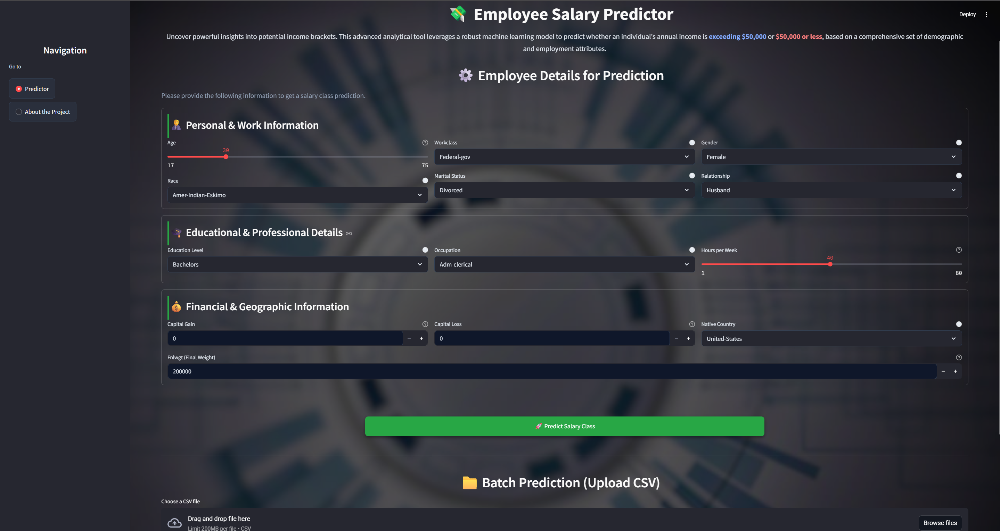 Employee Salary Predictor
Deploy
Uncover powerful insights into potential income brackets. This advanced analytical tool leverages a robust machine learning model to predict whether an individual's annual income is exceeding $50,000 or $50,000 or less, based on a comprehensive set of demographic
and employment attributes.
Navigation
Go to
Predictor
About the Project
Employee Details for Prediction
Please provide the following information to get a salary class prediction.
Personal & Work Information
Age
Workclass
Gender
30
Federal-gov
Female
17
75
Race
Marital Status
Relationship
Amer-Indian-Eskimo
Divorced
Husband
Educational & Professional Details
Education Level
Occupation
Hours per Week
Bachelors
Adm-clerical
40
1
80
Financial & Geographic Information
Capital Gain
Capital Loss
Native Country
0
0
United-States
Fnlwgt (Final Weight)
200000
Predict Salary Class
Batch Prediction (Upload CSV)
Choose a CSV file
Drag and drop file here
Limit 200MB per file • CSV
Browse files